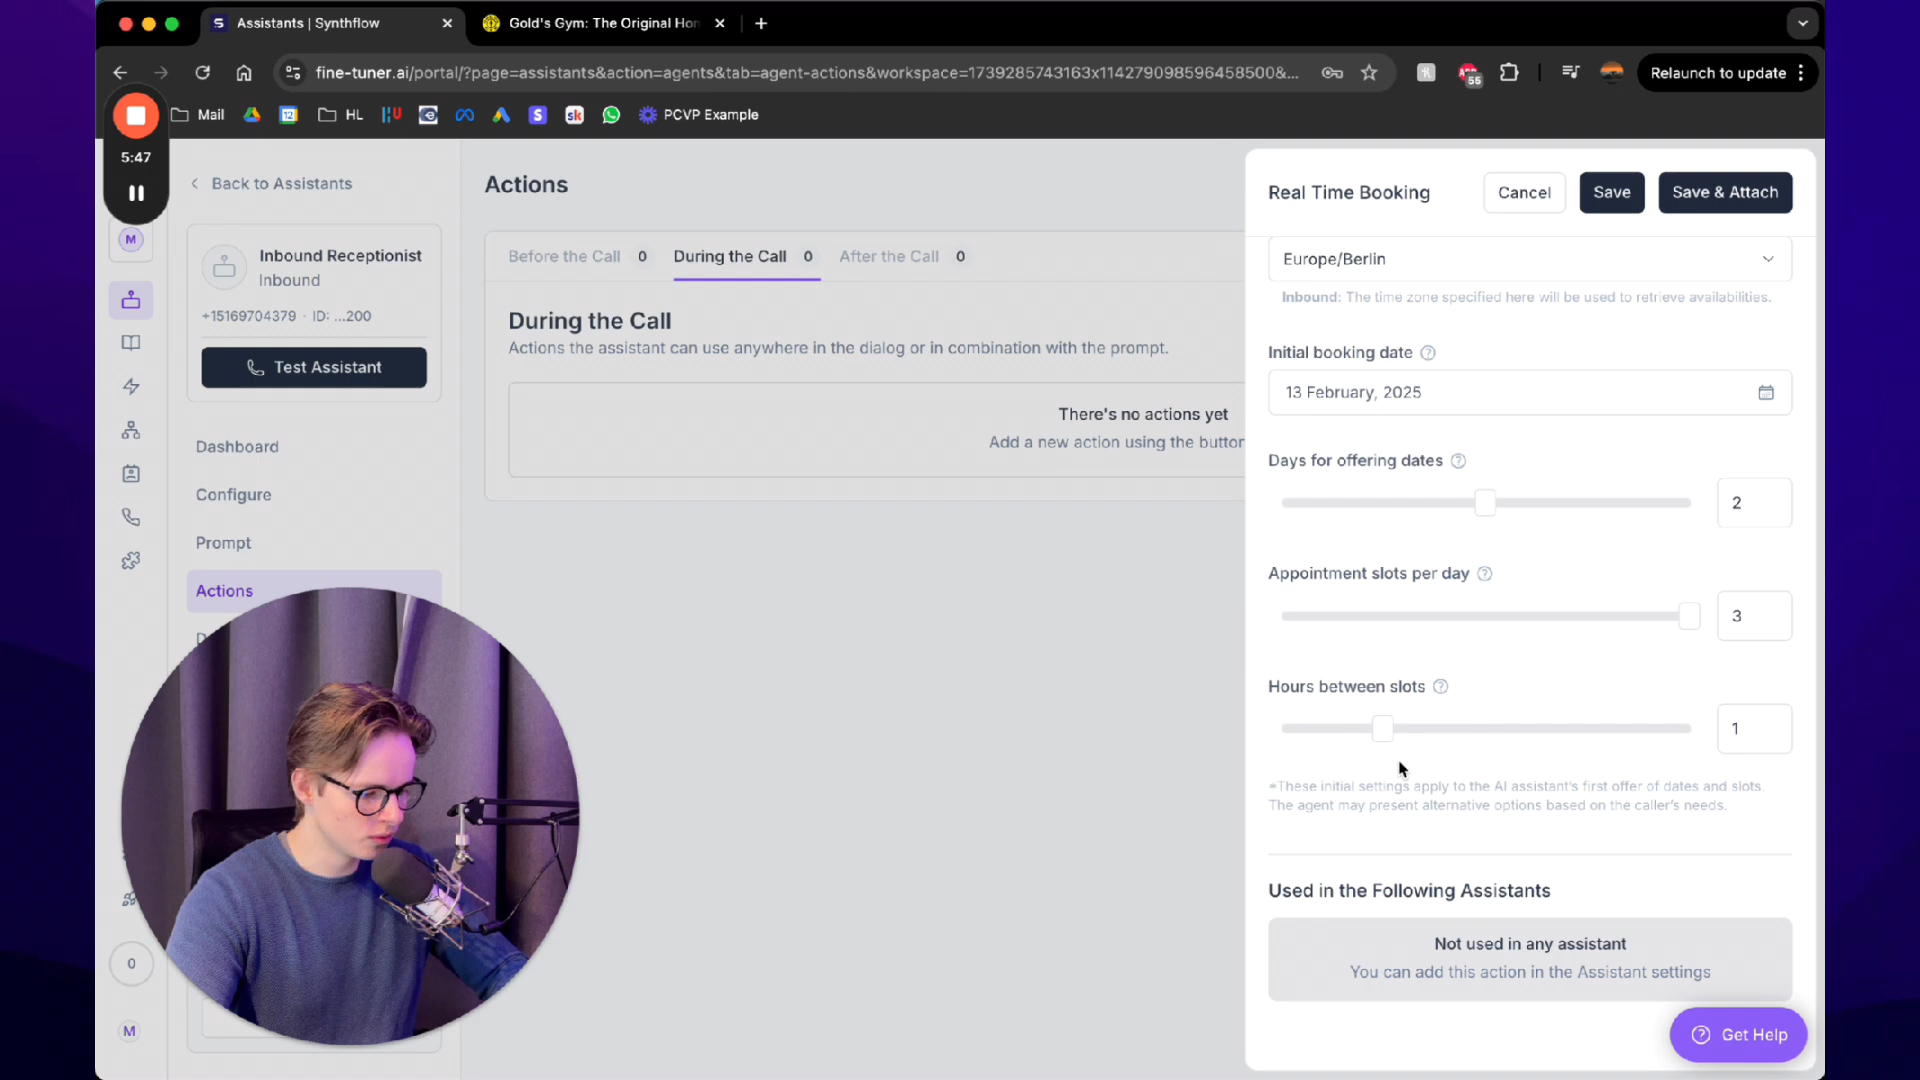 Assistants | Synthflow
Gold's Gym: The Original Hon
fine-tuner.ai/portal/?page=assistants&action=agents&tab=agent-actions&workspace=1739285743163x114279098596458500&...
55
Relaunch to update
Mail
12
HL
PCVP Example
5:47
Back to Assistants
M
Inbound Receptionist
Inbound
+15169704379 · ID: ...200
Test Assistant
Dashboard
Configure
Prompt
Actions
0
M
Actions
Before the Call 0
During the Call 0
After the Call 0
During the Call
Actions the assistant can use anywhere in the dialog or in combination with the prompt.
There's no actions yet
Add a new action using the button
Real Time Booking
Cancel
Save
Save & Attach
Europe/Berlin
Inbound: The time zone specified here will be used to retrieve availabilities.
Initial booking date
13 February, 2025
Days for offering dates
2
Appointment slots per day
3
Hours between slots
1
*These initial settings apply to the AI assistant's first offer of dates and slots.
The agent may present alternative options based on the caller's needs.
Used in the Following Assistants
Not used in any assistant
You can add this action in the Assistant settings
Get Help